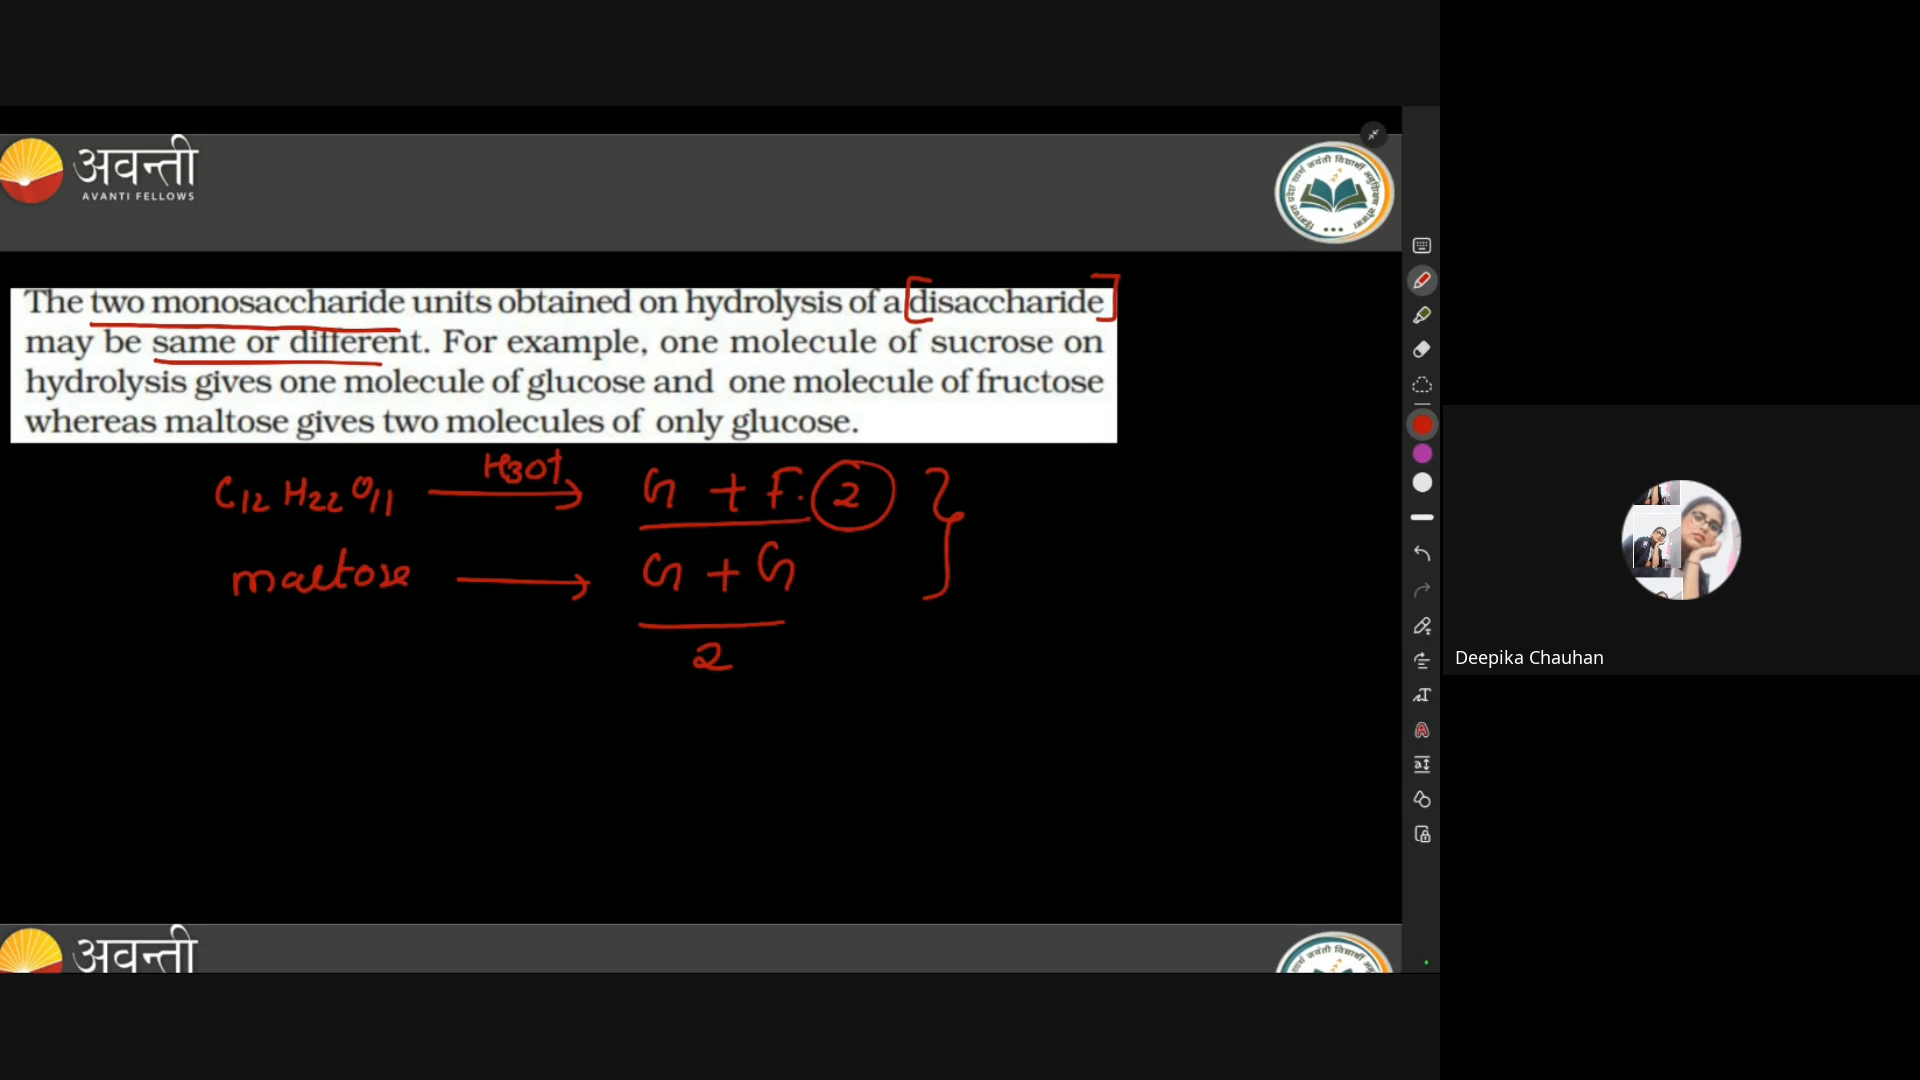 अवन्ती
AVANTI FELLOWS
The two monosaccharide units obtained on hydrolysis of a [disaccharide]
may be same or different. For example, one molecule of sucrose on
hydrolysis gives one molecule of glucose and one molecule of fructose
whereas maltose gives two molecules of only glucose.
C12 H22 O11 ⟶ H3O+ G + F. 2
maltose ⟶ G + G
2
Deepika Chauhan
अवन्ती